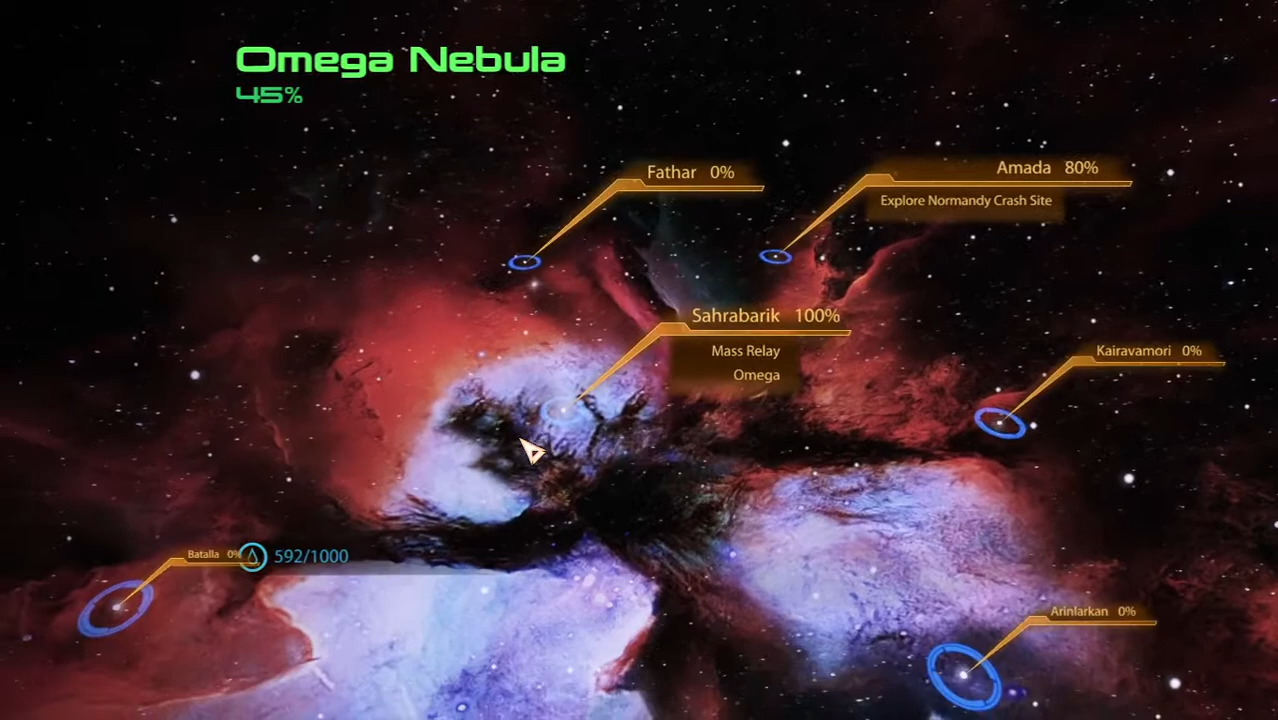 Omega Nebula
45%
Fathar 0%
Amada 80%
Explore Normandy Crash Site
Sahrabarik 100%
Mass Relay
Omega
Kairavamori 0%
Batalla 0%
592/1000
Arinlarkan 0%